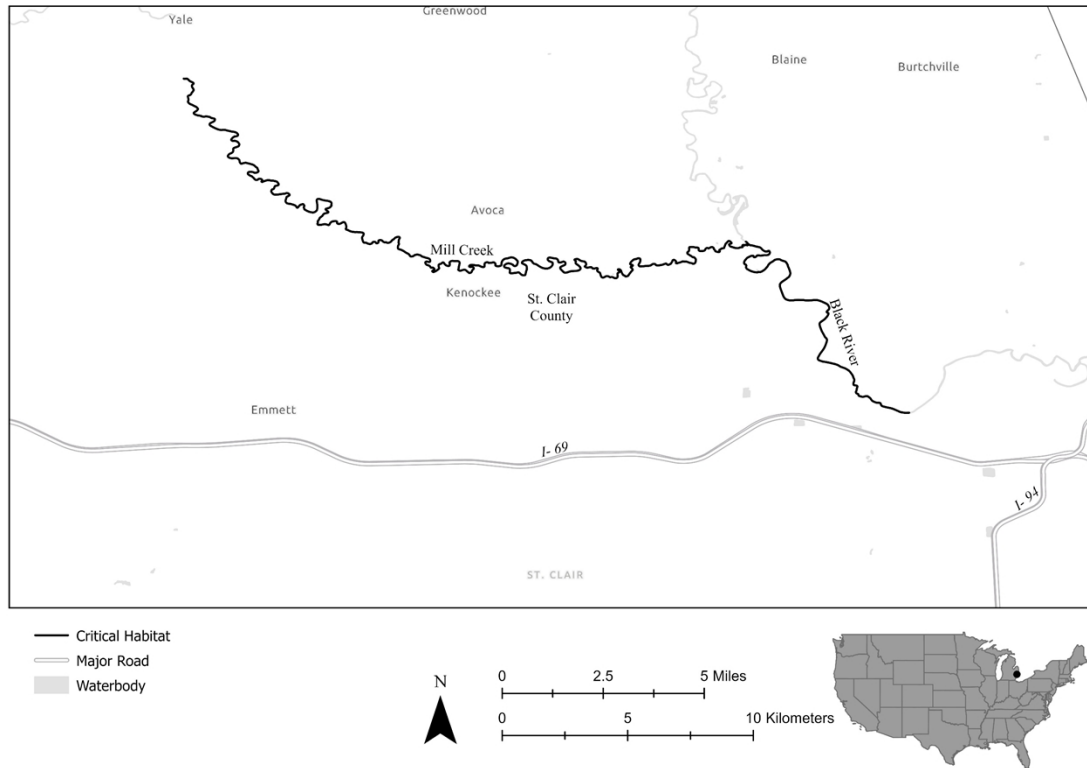 Greenwood
Yale
Blaine
Burtchville
Avoca
Mill Creek
Kenockee
St. Clair
County
Black River
Emmett
I- 69
I- 94
ST. CLAIR
Critical Habitat
Major Road
Waterbody
N
0 2.5 5 Miles
0 5 10 Kilometers